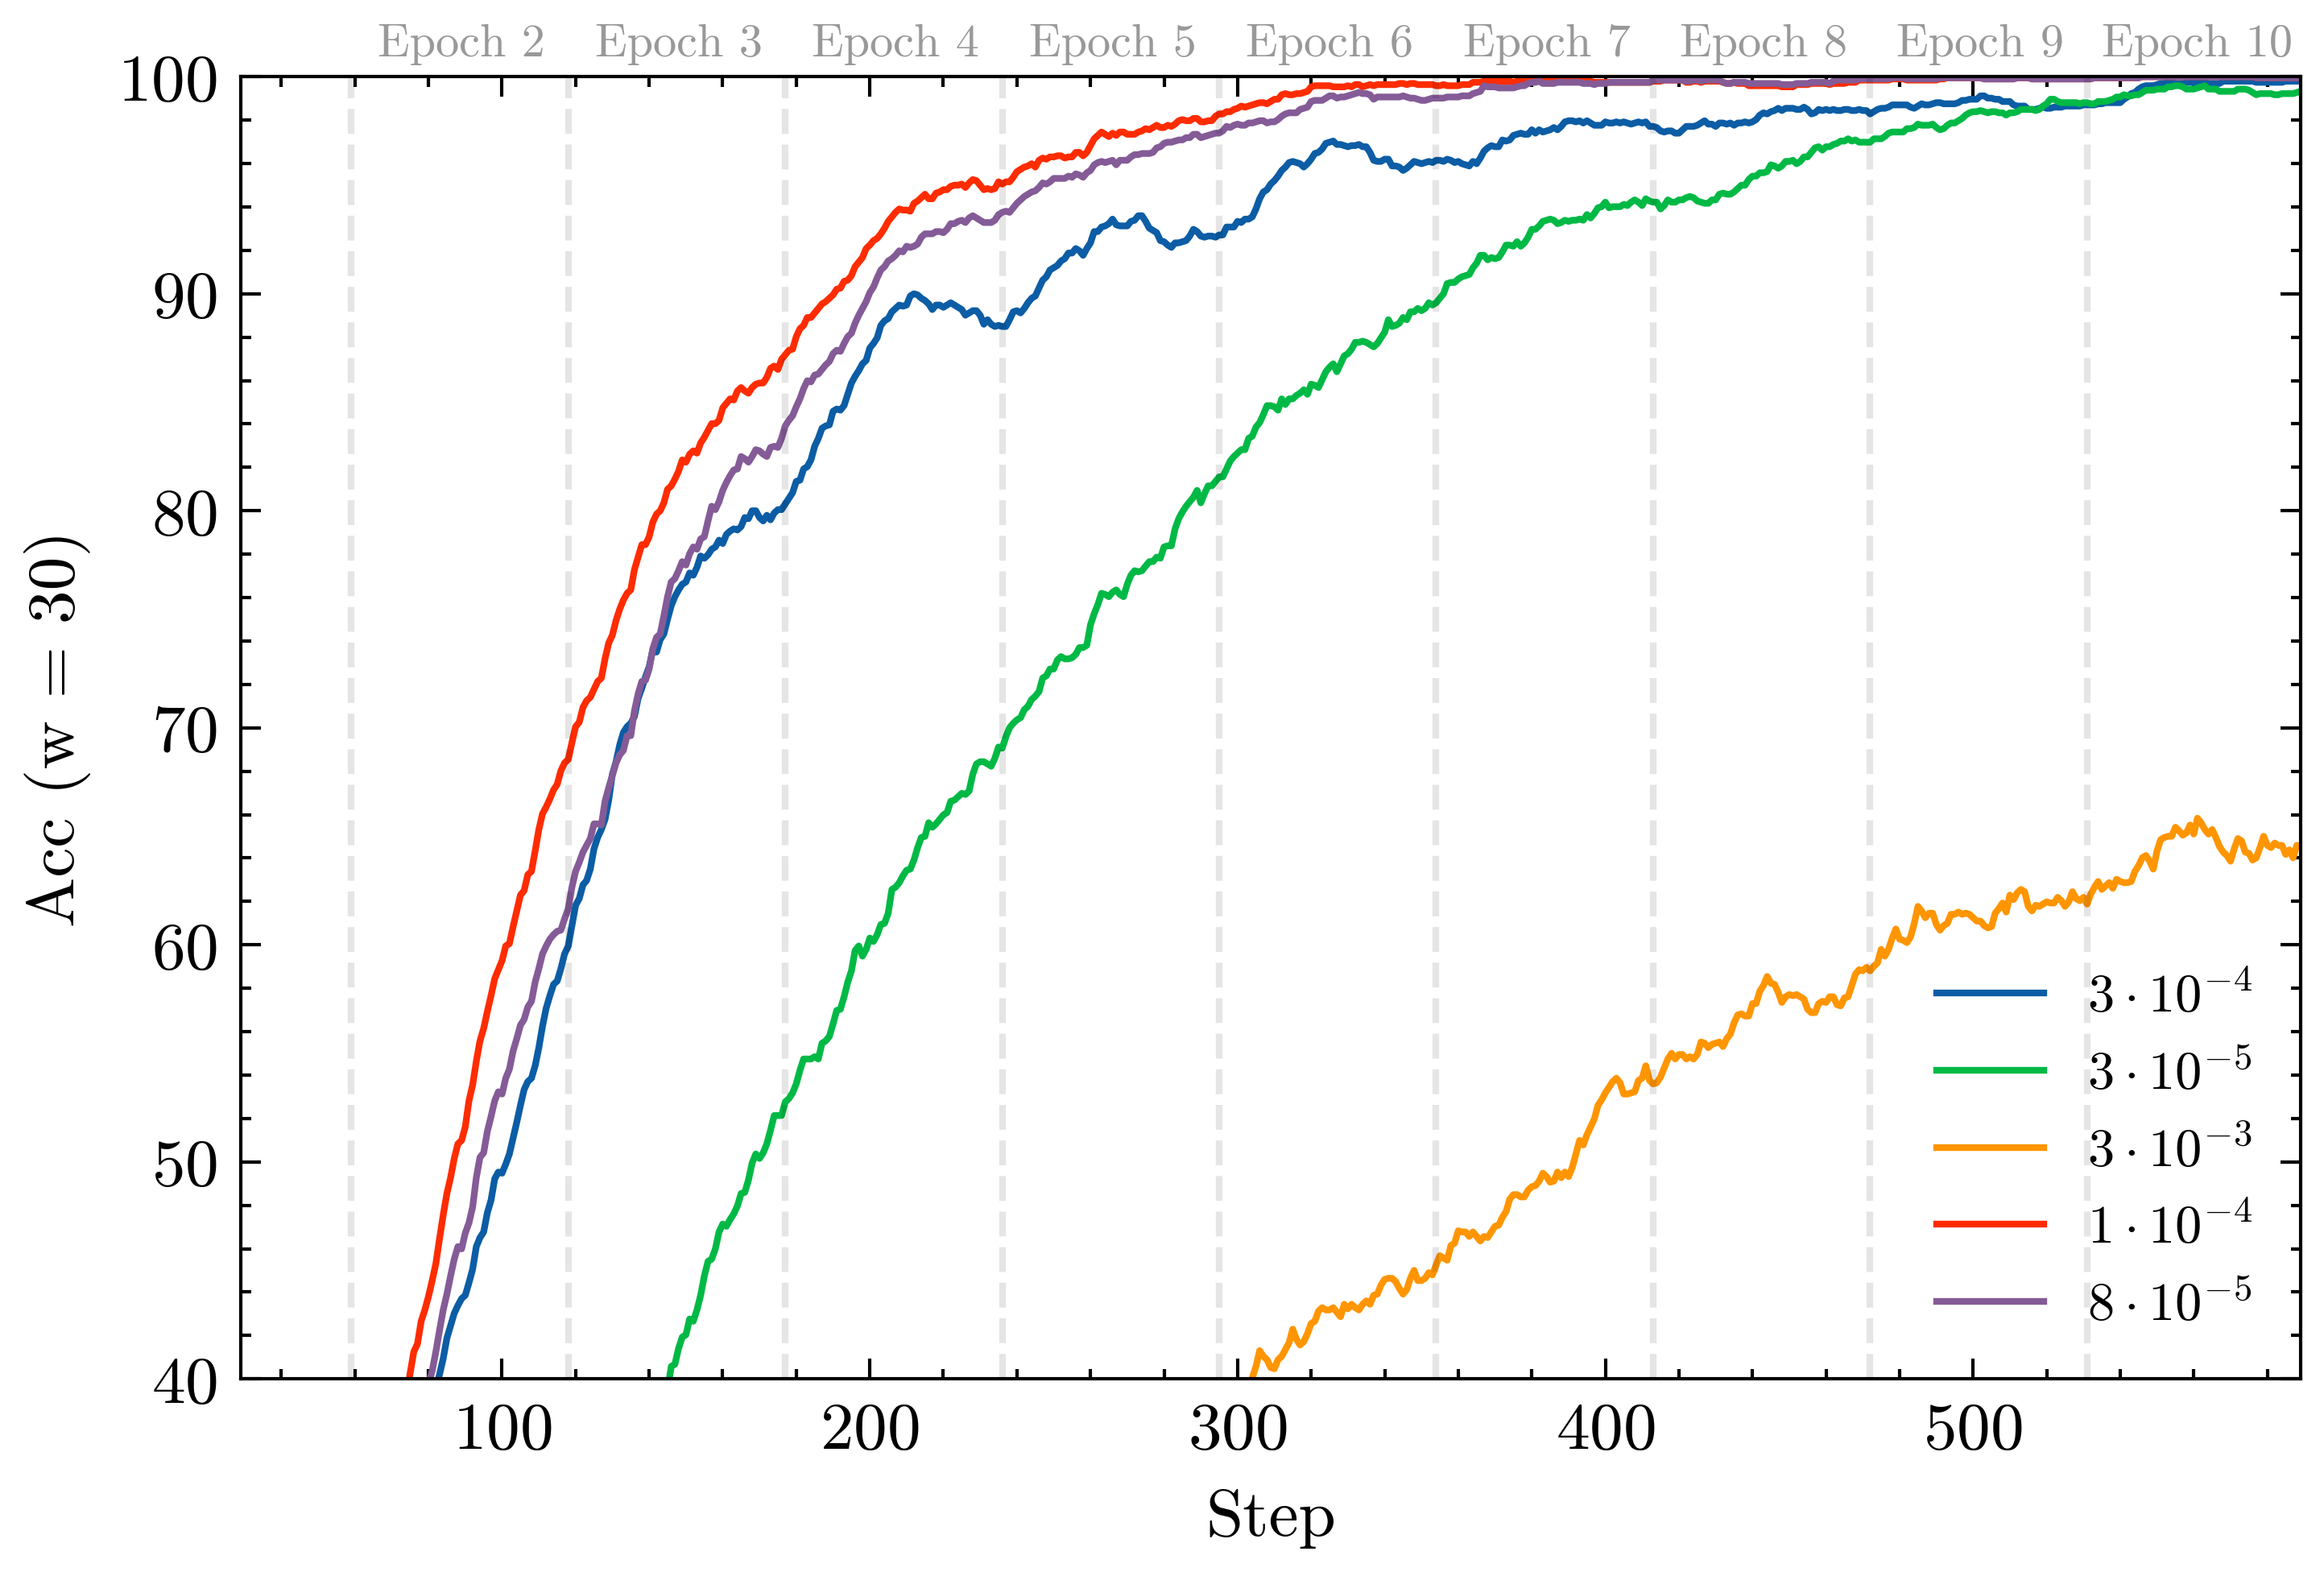 Epoch 2 Epoch 3 Epoch 4 Epoch 5 Epoch 6 Epoch 7 Epoch 8 Epoch 9 Epoch 10
100
90
80
70
60
50
40
Acc (w = 30)
3 · 10⁻⁴
3 · 10⁻⁵
3 · 10⁻³
1 · 10⁻⁴
8 · 10⁻⁵
100 200 300 400 500
Step